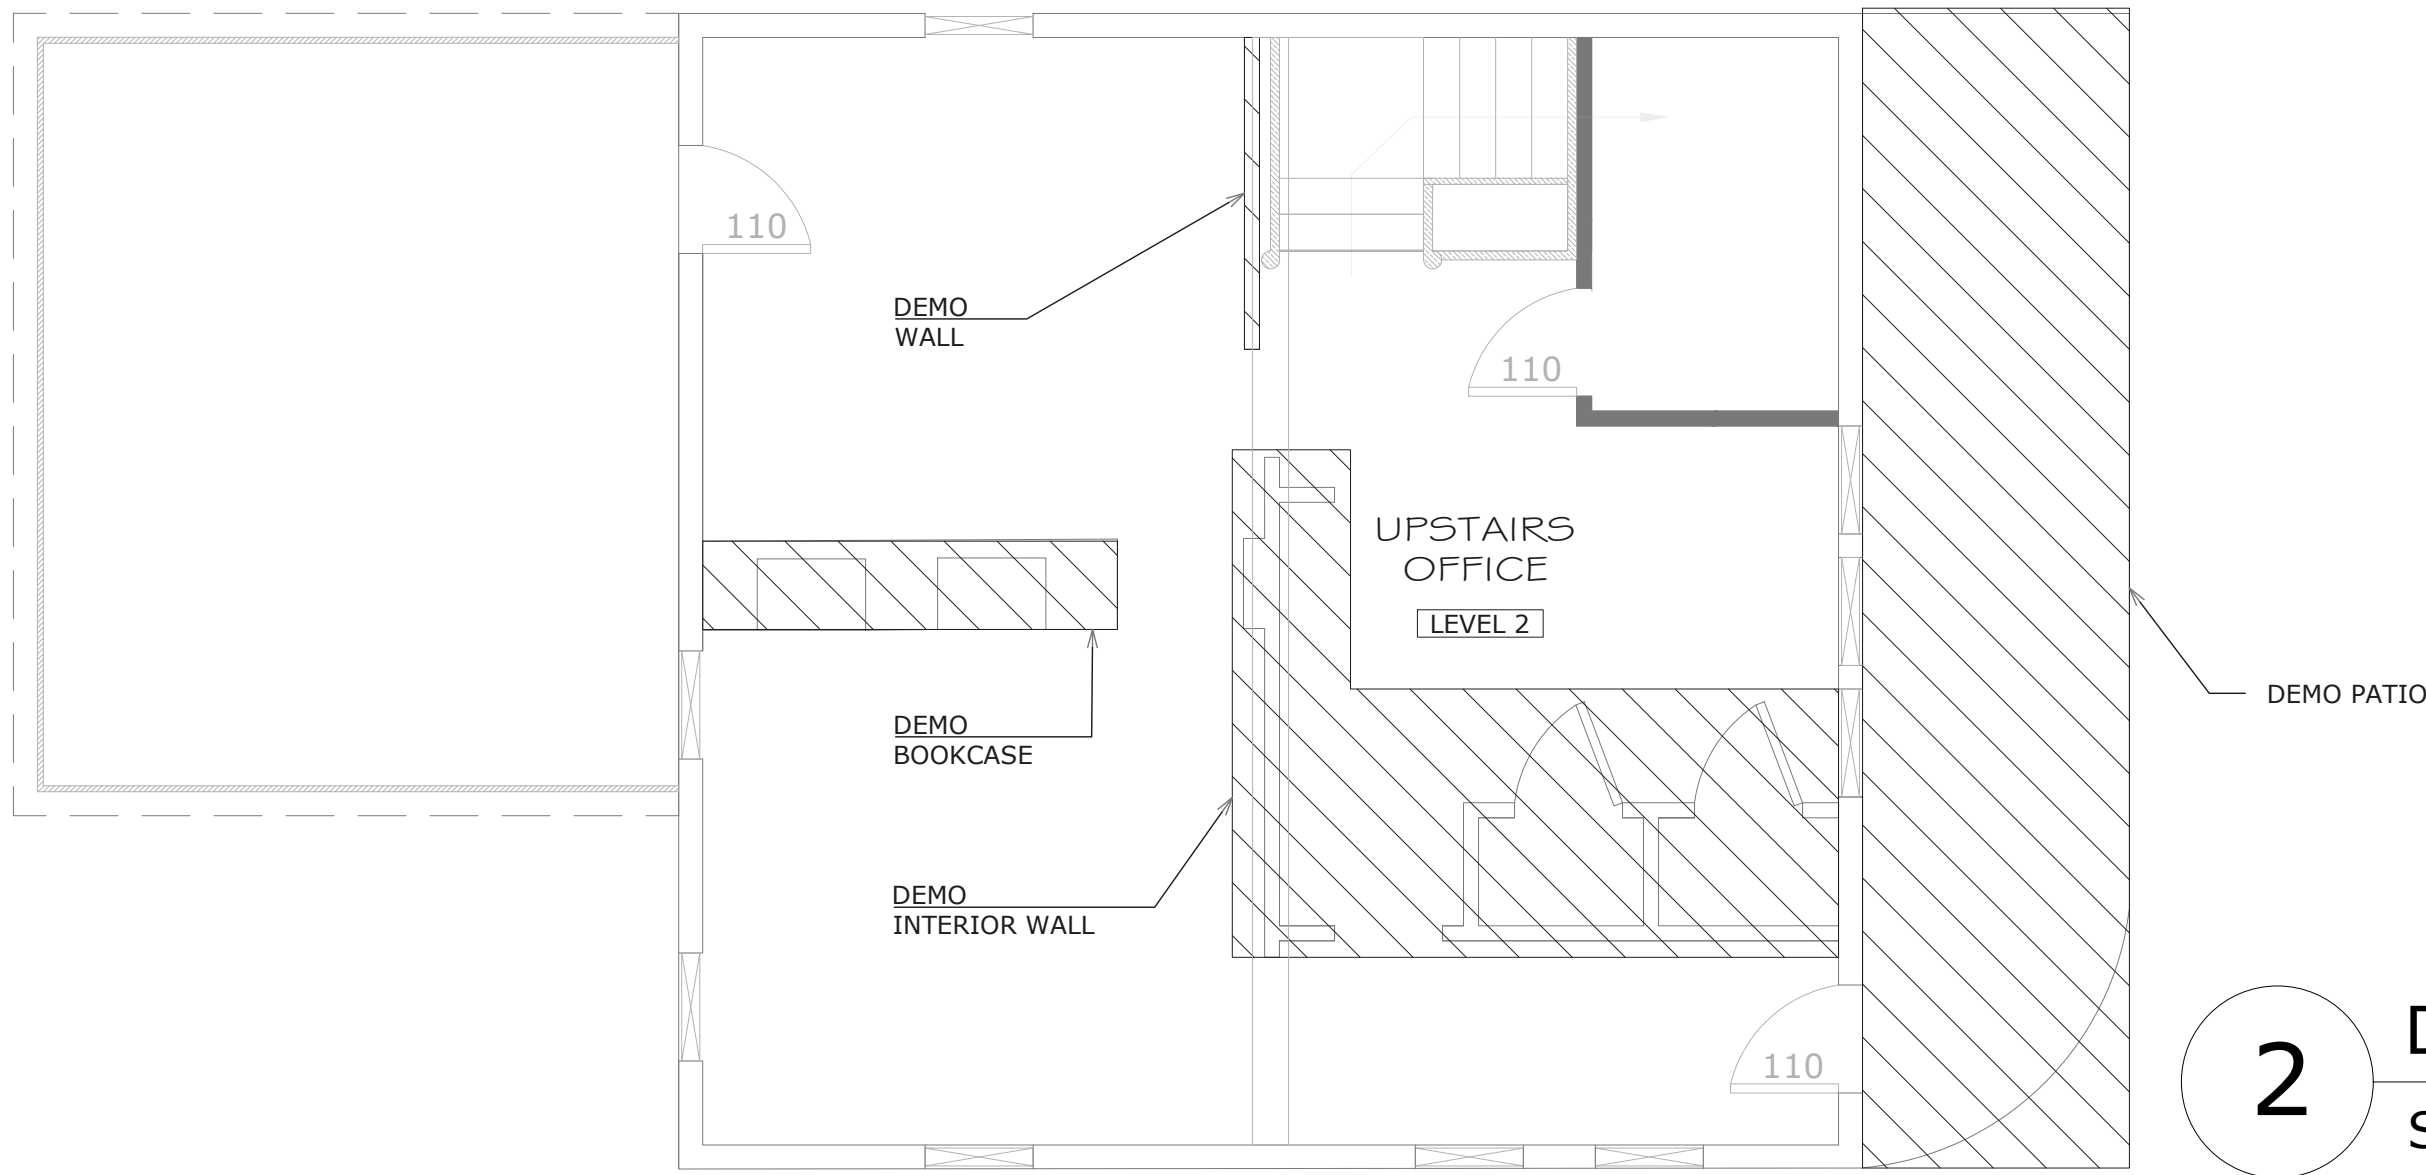 110
DEMO
WALL
110
UPSTAIRS
OFFICE
LEVEL 2
DEMO PATIO
DEMO
BOOKCASE
DEMO
INTERIOR WALL
110
2